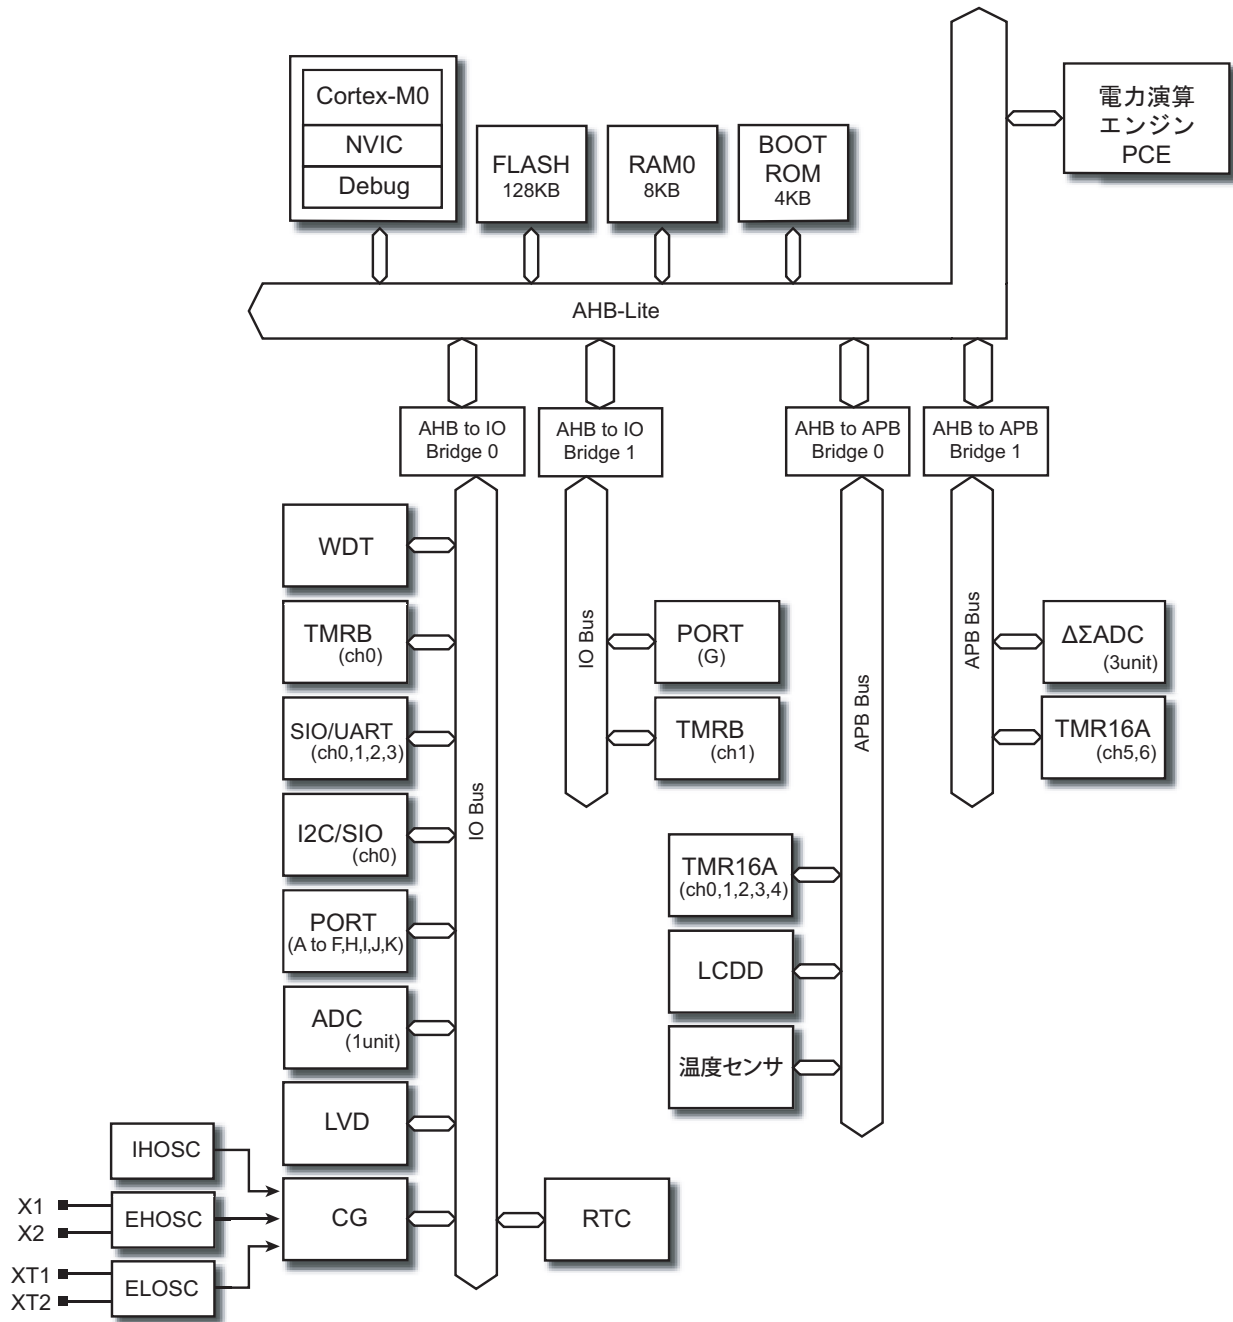 Cortex-M0
NVIC
Debug
FLASH
128KB
RAM0
8KB
BOOT
ROM
4KB
電力演算
エンジン
PCE
AHB-Lite
AHB to IO
Bridge 0
AHB to IO
Bridge 1
AHB to APB
Bridge 0
AHB to APB
Bridge 1
WDT
TMRB
(ch0)
SIO/UART
(ch0,1,2,3)
I2C/SIO
(ch0)
PORT
(A to F,H,I,J,K)
ADC
(1unit)
LVD
CG
IO Bus
RTC
IHOSC
EHOSC
ELOSC
X1
X2
XT1
XT2
IO Bus
PORT
(G)
TMRB
(ch1)
APB Bus
TMR16A
(ch0,1,2,3,4)
LCDD
温度センサ
APB Bus
ΔΣADC
(3unit)
TMR16A
(ch5,6)